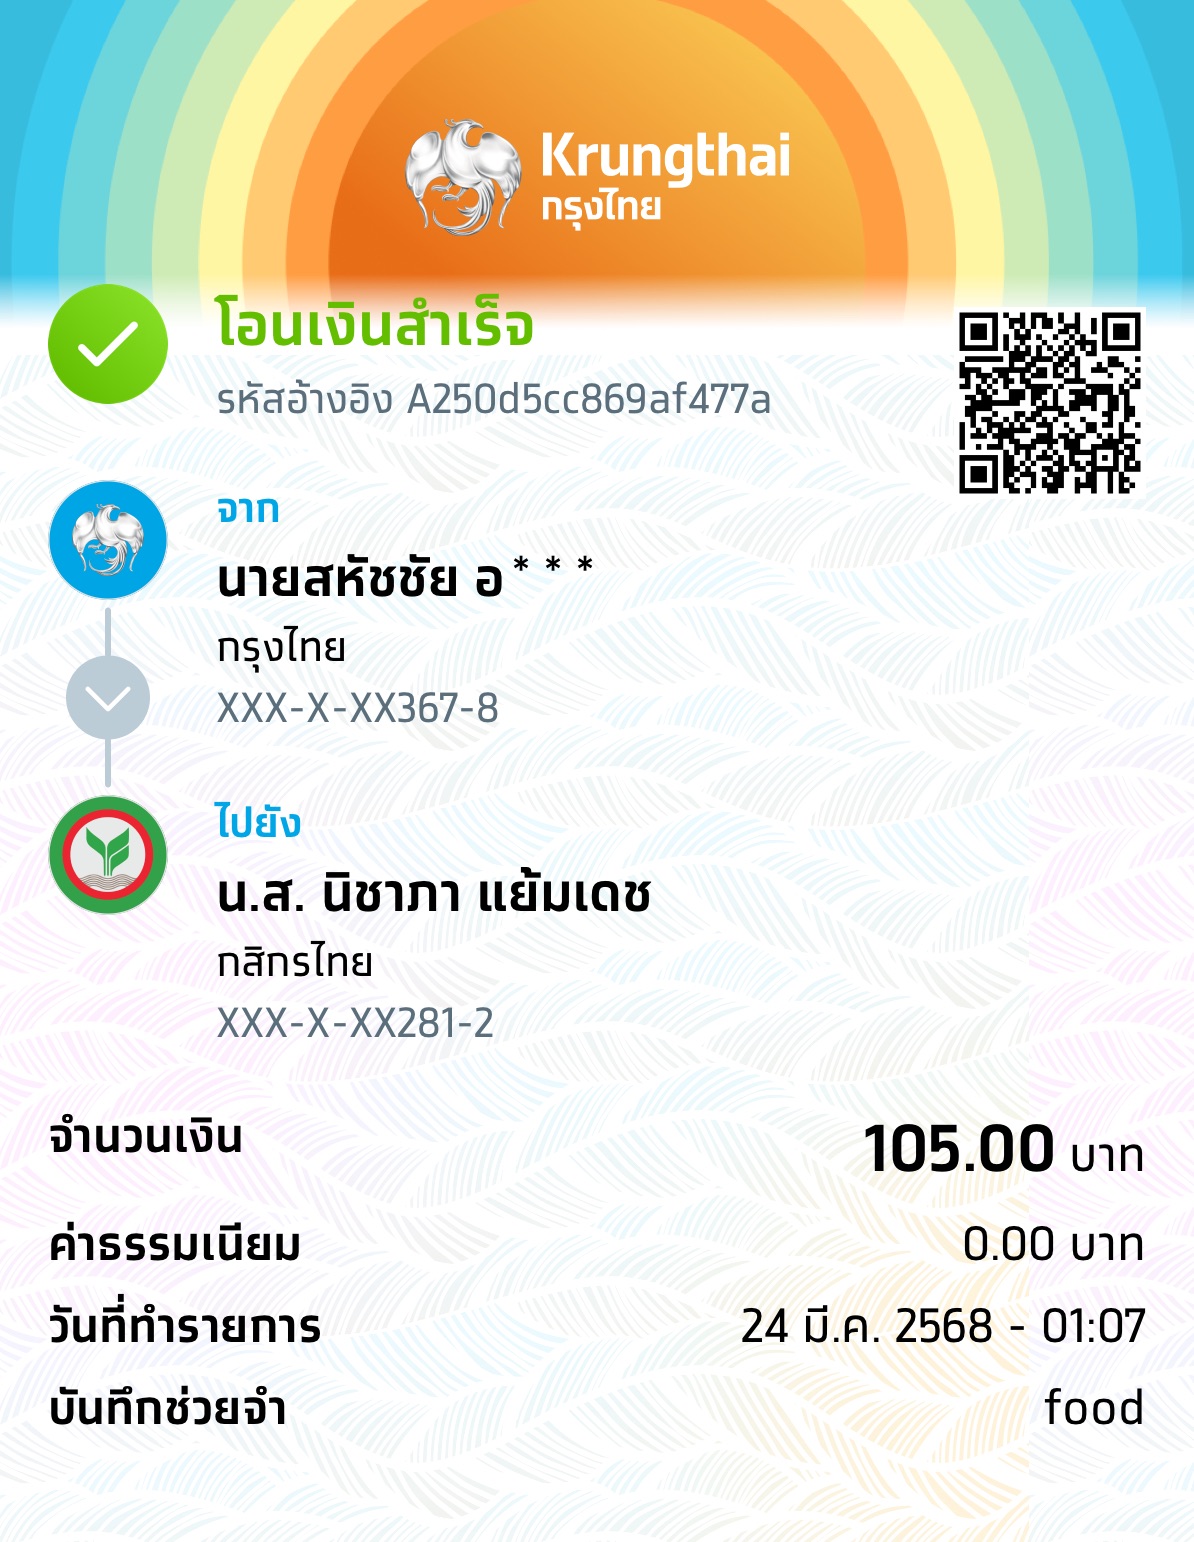 Krungthai
กรุงไทย
โอนเงินสำเร็จ
รหัสอ้างอิง A250d5cc869af477a
จาก
นายสหัชชัย อ***
กรุงไทย
XXX-X-XX367-8
ไปยัง
น.ส. นิชาภา แย้มเดช
กสิกรไทย
XXX-X-XX281-2
จำนวนเงิน 105.00 บาท
ค่าธรรมเนียม 0.00 บาท
วันที่ทำรายการ 24 มี.ค. 2568 - 01:07
บันทึกช่วยจำ food